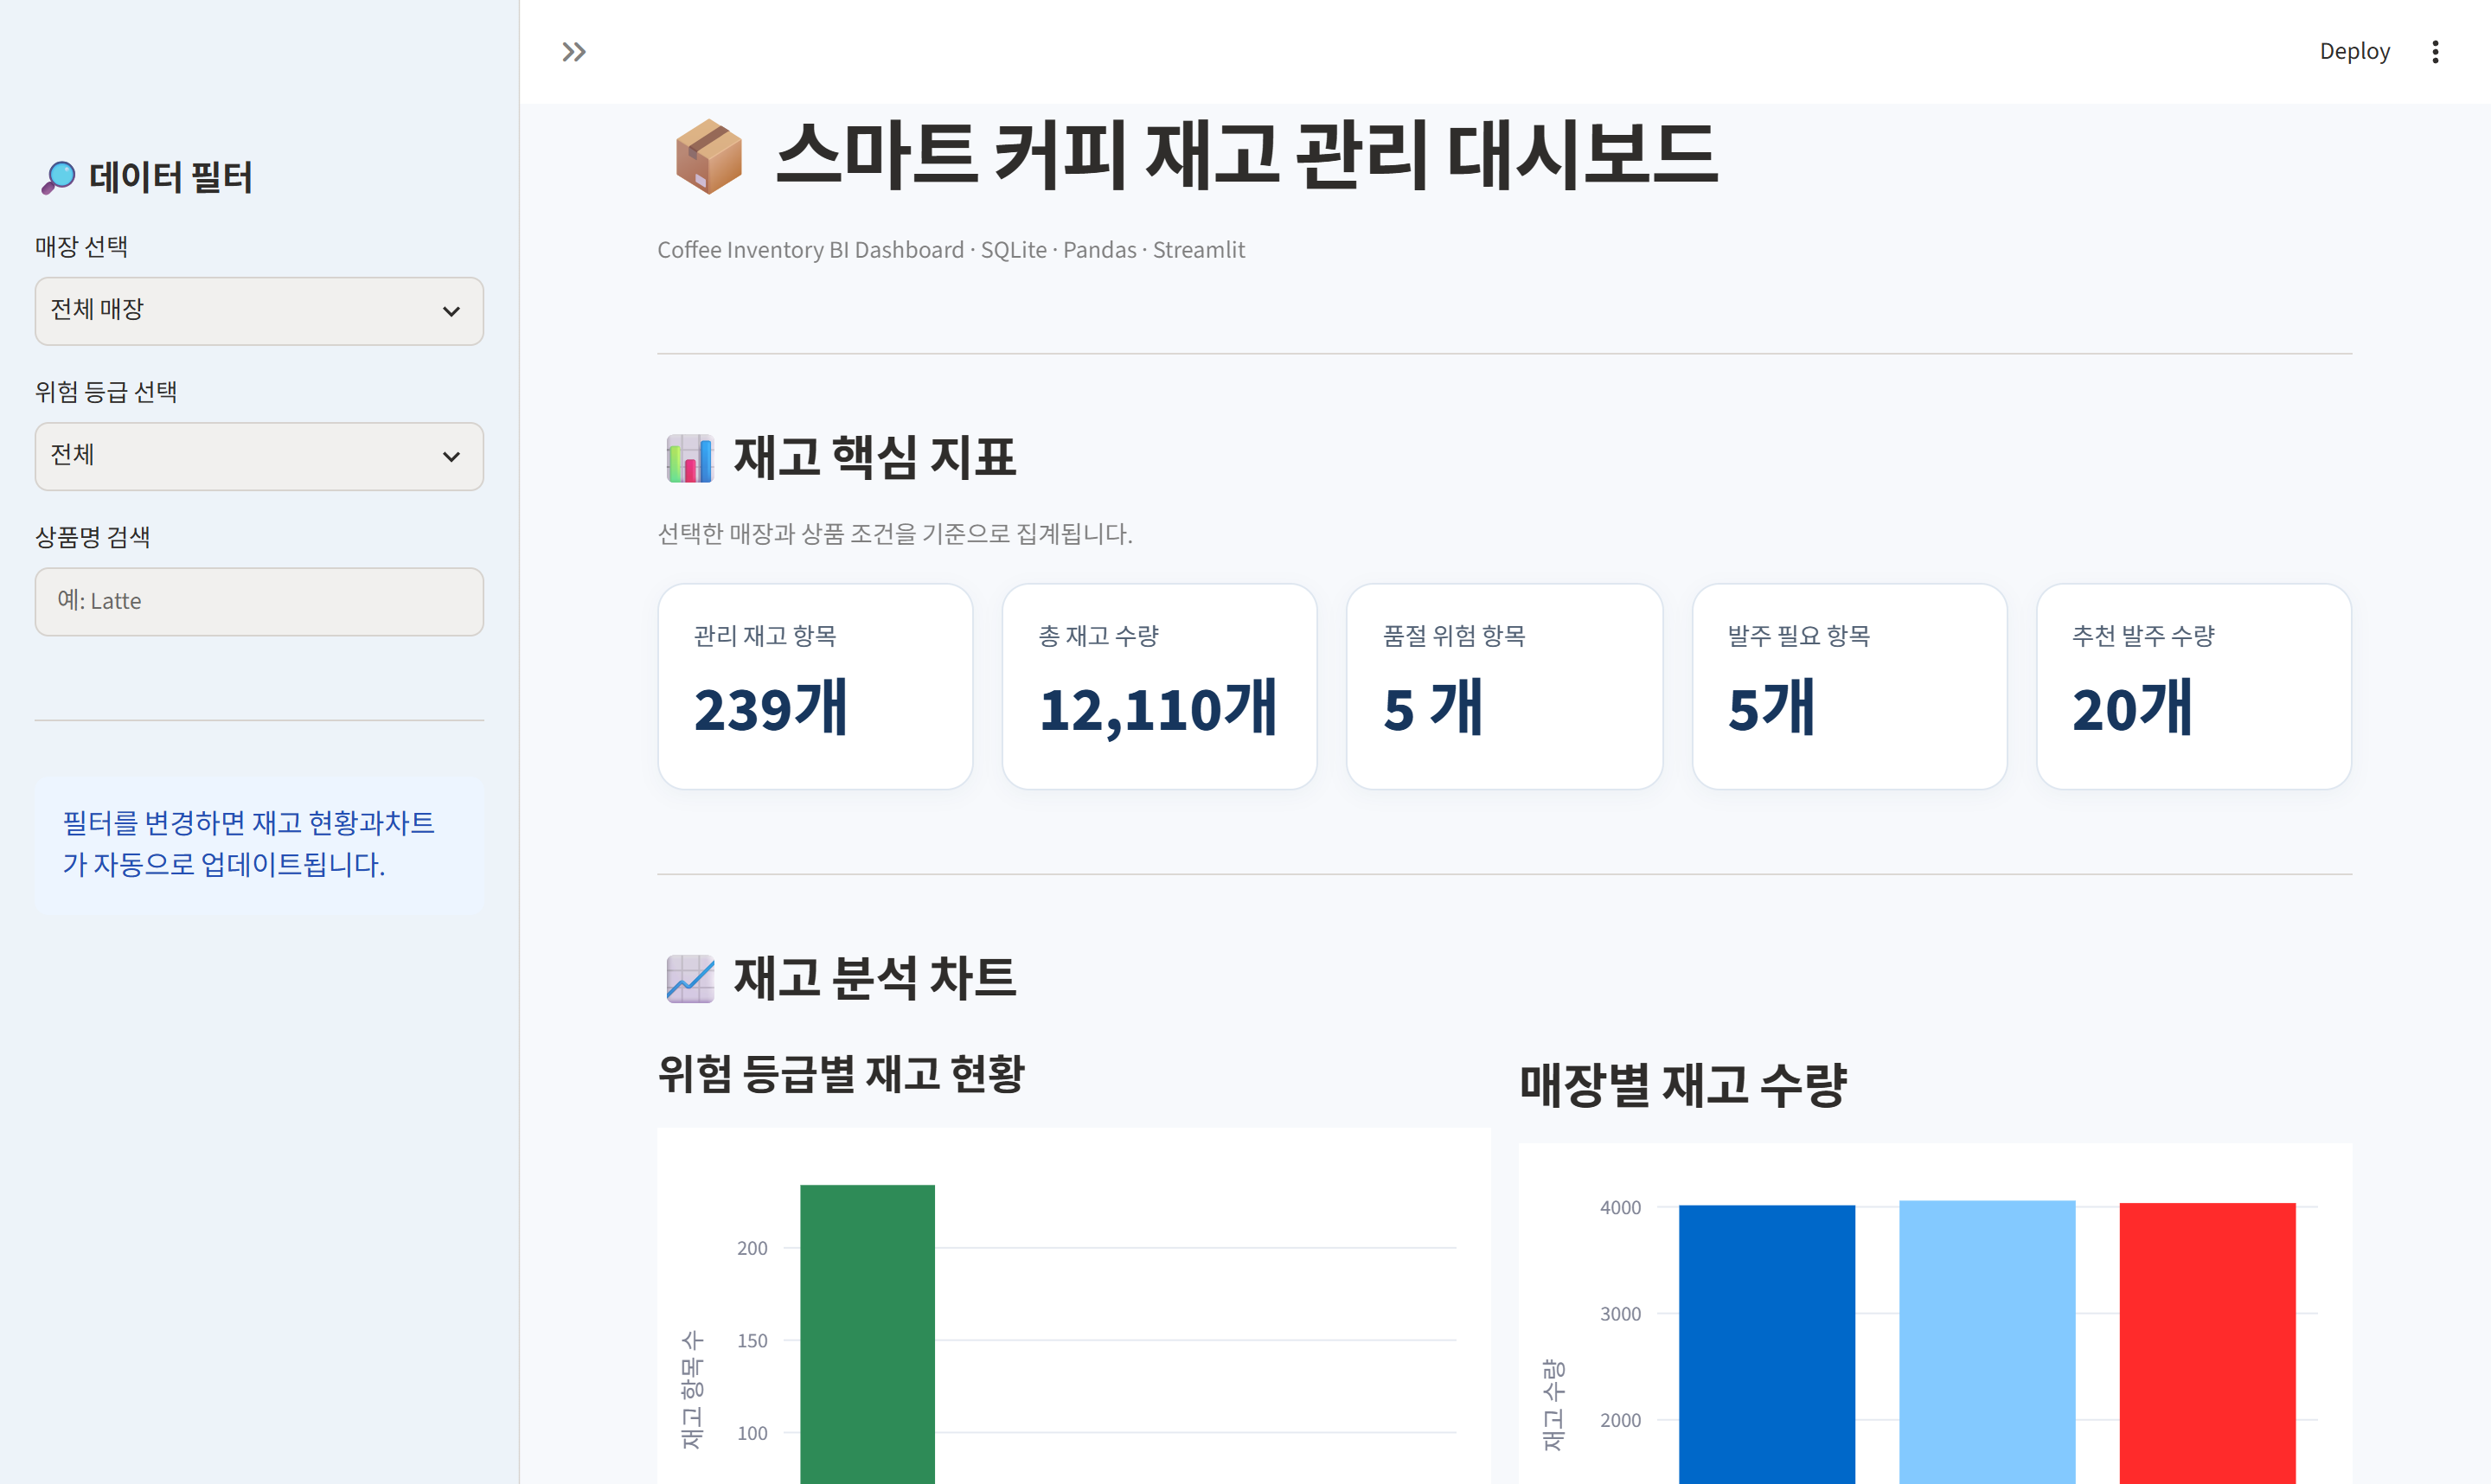 데이터 필터
매장 선택
전체 매장
위험 등급 선택
전체
상품명 검색
예: Latte
필터를 변경하면 재고 현황과차트
가 자동으로 업데이트됩니다.
Deploy
스마트 커피 재고 관리 대시보드
Coffee Inventory BI Dashboard · SQLite · Pandas · Streamlit
재고 핵심 지표
선택한 매장과 상품 조건을 기준으로 집계됩니다.
관리 재고 항목
239개
총 재고 수량
12,110개
품절 위험 항목
5 개
발주 필요 항목
5개
추천 발주 수량
20개
재고 분석 차트
위험 등급별 재고 현황
200
150
100
재고 항목 수
매장별 재고 수량
4000
3000
2000
재고 수량